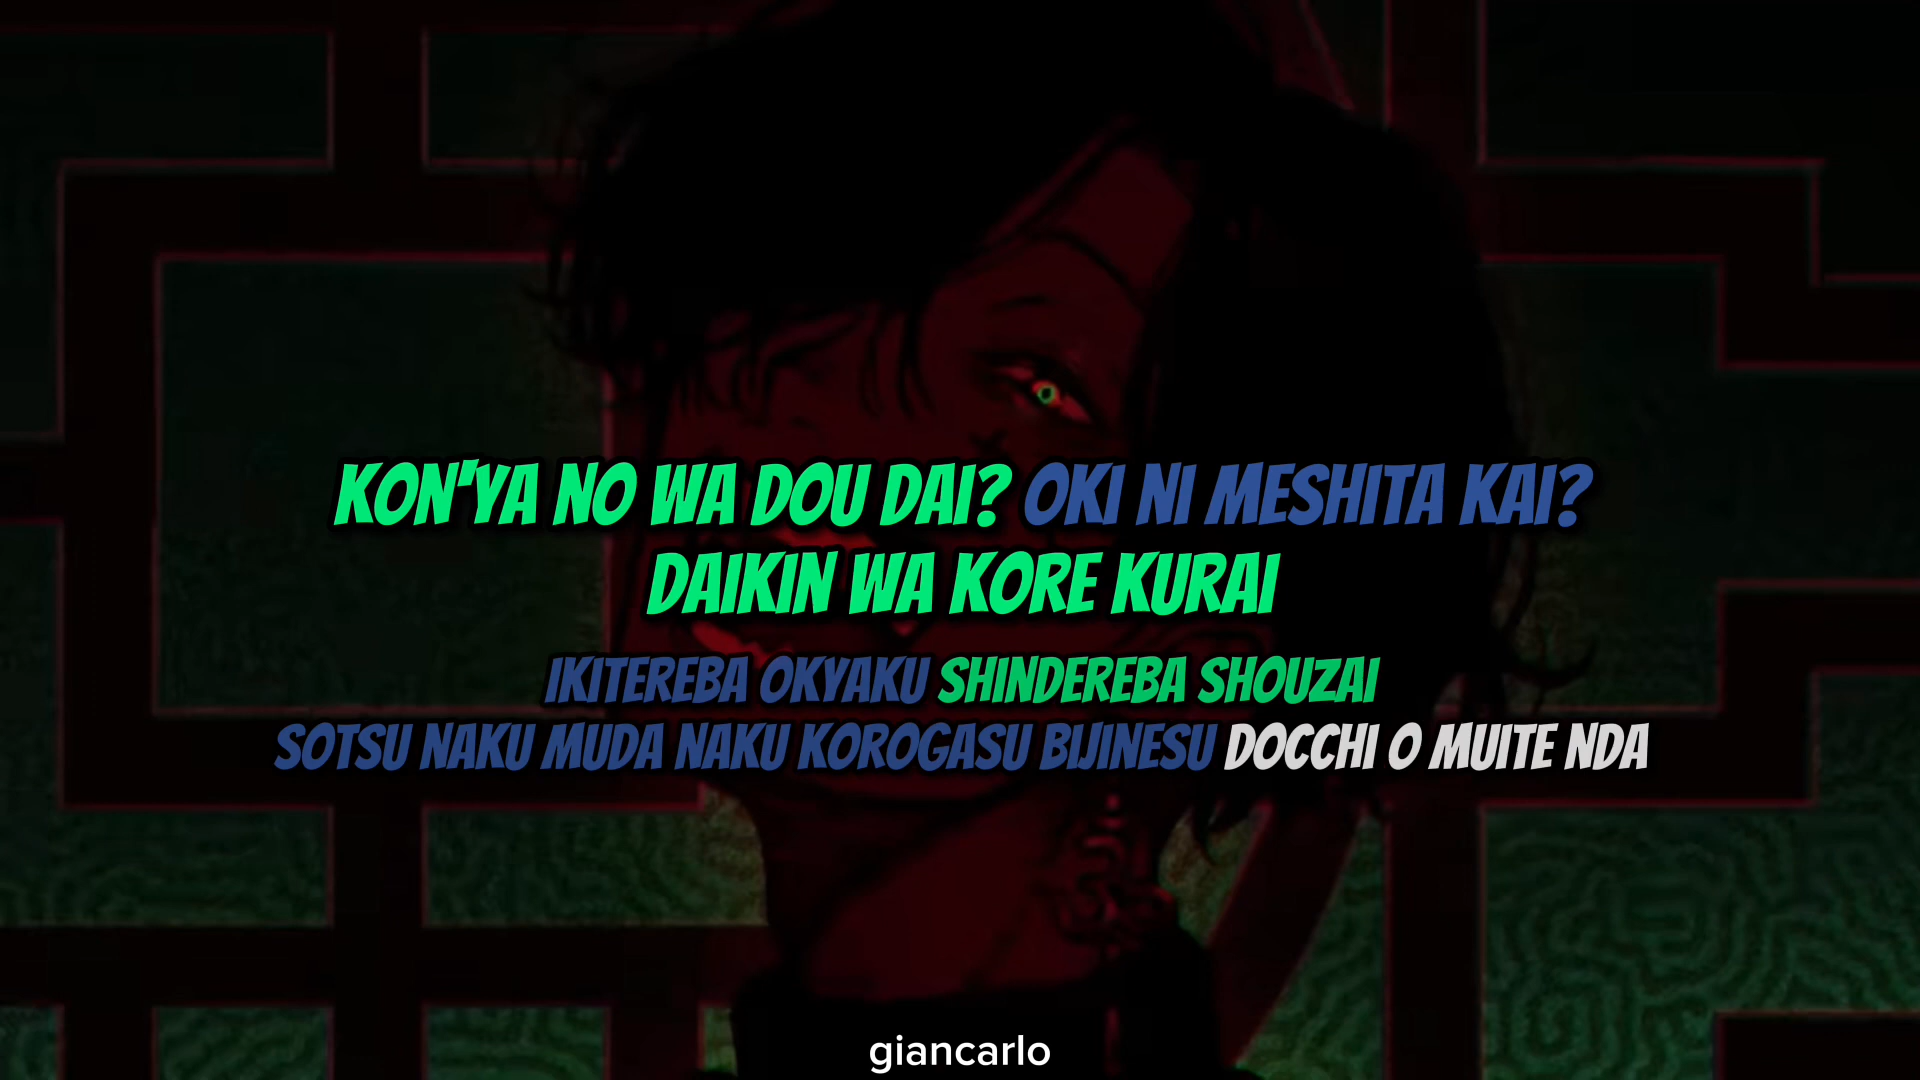 KON'YA NO WA DOU DAI? OKI NI MESHITA KAI?
DAIKIN WA KORE KURAI
IKITEREBA OKYAKU SHINDEREBA SHOUZAI
SOTSU NAKU MUDA NAKU KOROGASU BIJINESU DOCCHI O MUITE NDA
giancarlo